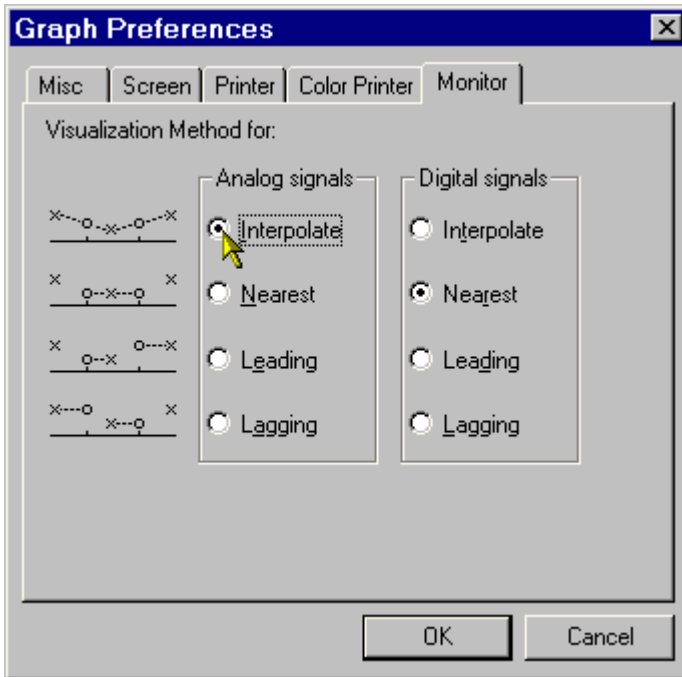 Graph Preferences
Misc Screen Printer Color Printer Monitor
Visualization Method for:
Analog signals Digital signals
Interpolate Interpolate
Nearest Nearest
Leading Leading
Lagging Lagging
OK Cancel